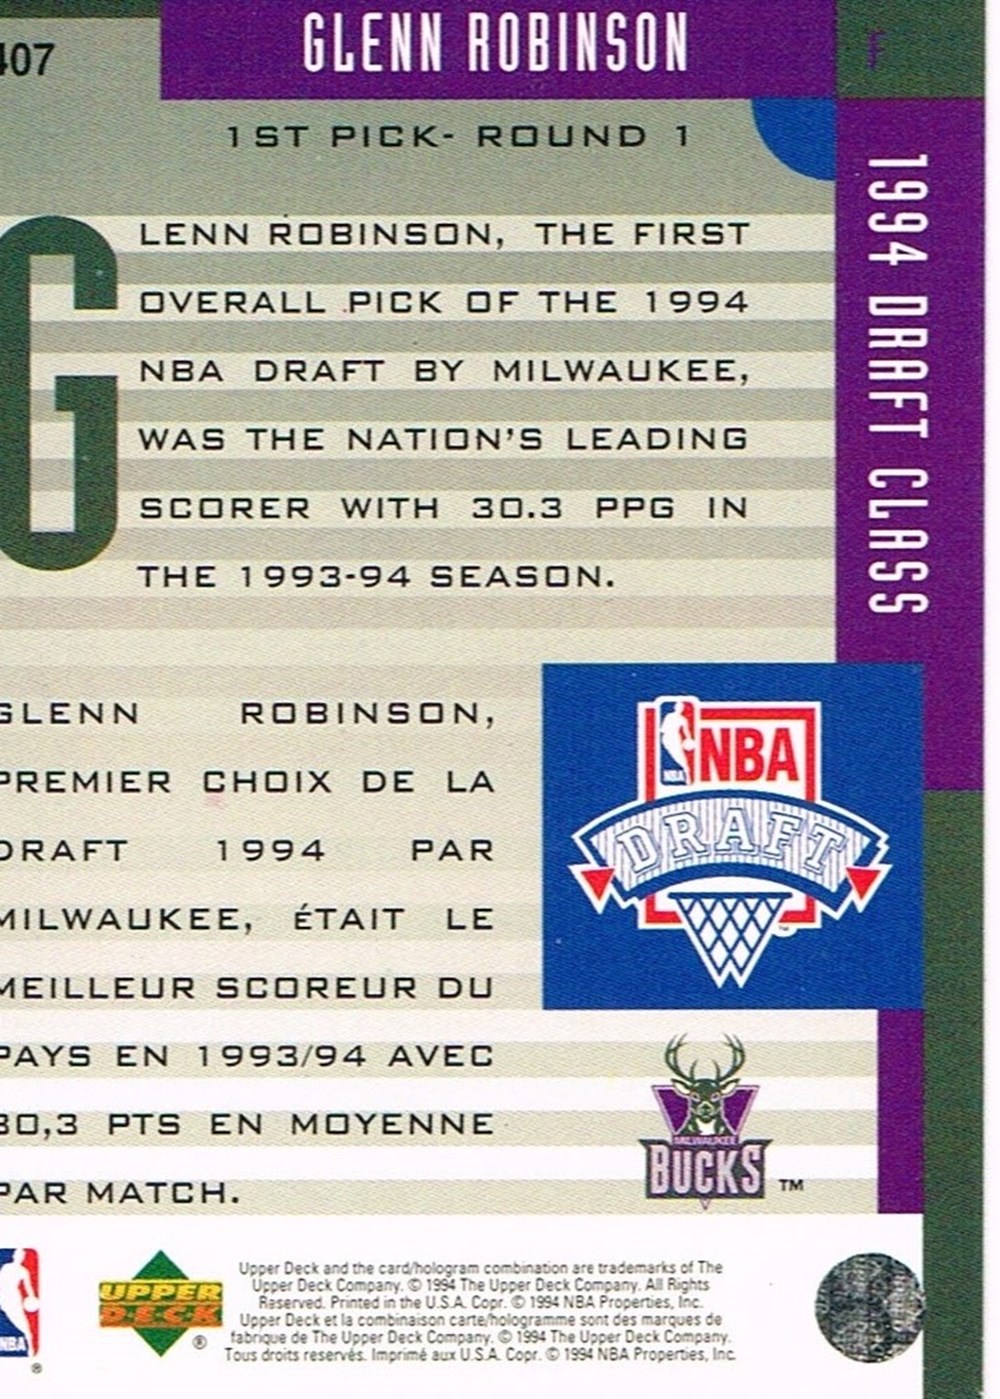 407
GLENN ROBINSON
F
1ST PICK- ROUND 1
1994 DRAFT CLASS
GLENN ROBINSON, THE FIRST
OVERALL PICK OF THE 1994
NBA DRAFT BY MILWAUKEE,
WAS THE NATION'S LEADING
SCORER WITH 30.3 PPG IN
THE 1993-94 SEASON.
GLENN ROBINSON,
PREMIER CHOIX DE LA
DRAFT 1994 PAR
MILWAUKEE, ÉTAIT LE
MEILLEUR SCOREUR DU
PAYS EN 1993/94 AVEC
30,3 PTS EN MOYENNE
PAR MATCH.
NBA
NBA
DRAFT
MILWAUKEE
BUCKS TM
NBA ®
UPPER
DECK ®
Upper Deck and the card/hologram combination are trademarks of The
Upper Deck Company. © 1994 The Upper Deck Company. All Rights
Reserved. Printed in the U.S.A. Copr. © 1994 NBA Properties, Inc.
Upper Deck et la combinaison carte/hologramme sont des marques de
fabrique de The Upper Deck Company. © 1994 The Upper Deck Company.
Tous droits reservés. Imprimé aux U.S.A. Copr. © 1994 NBA Properties, Inc.